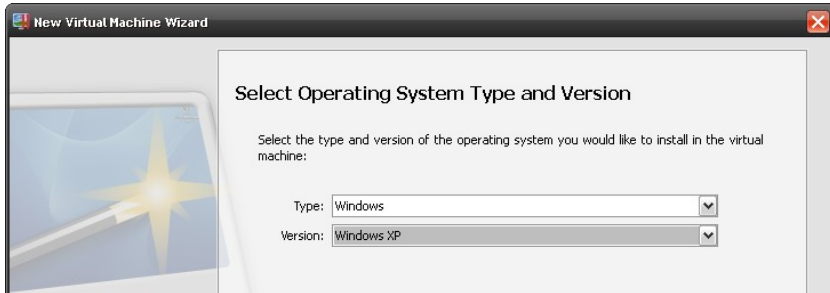 New Virtual Machine Wizard
Select Operating System Type and Version
Select the type and version of the operating system you would like to install in the virtual
machine:
Type: Windows
Version: Windows XP